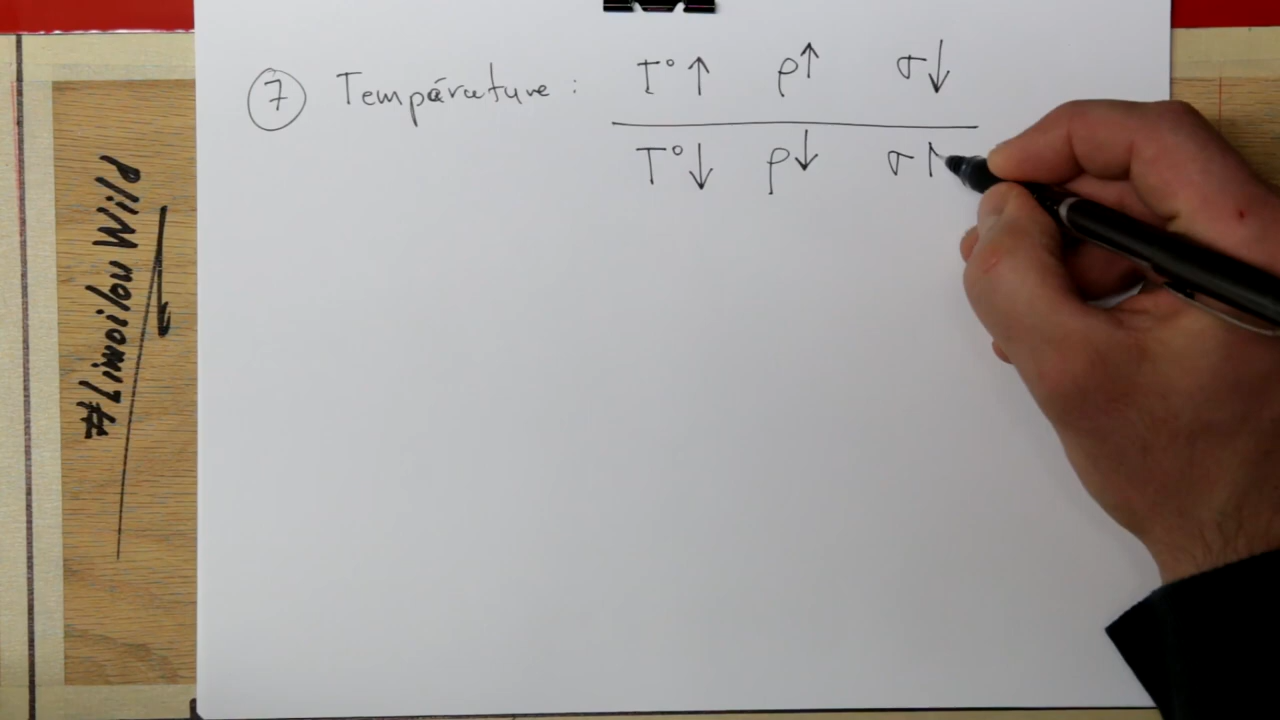 ⑦ Température : T° ↑ ρ ↑ σ ↓
T° ↓ ρ ↓ σ ↑
#Limoilou Wild